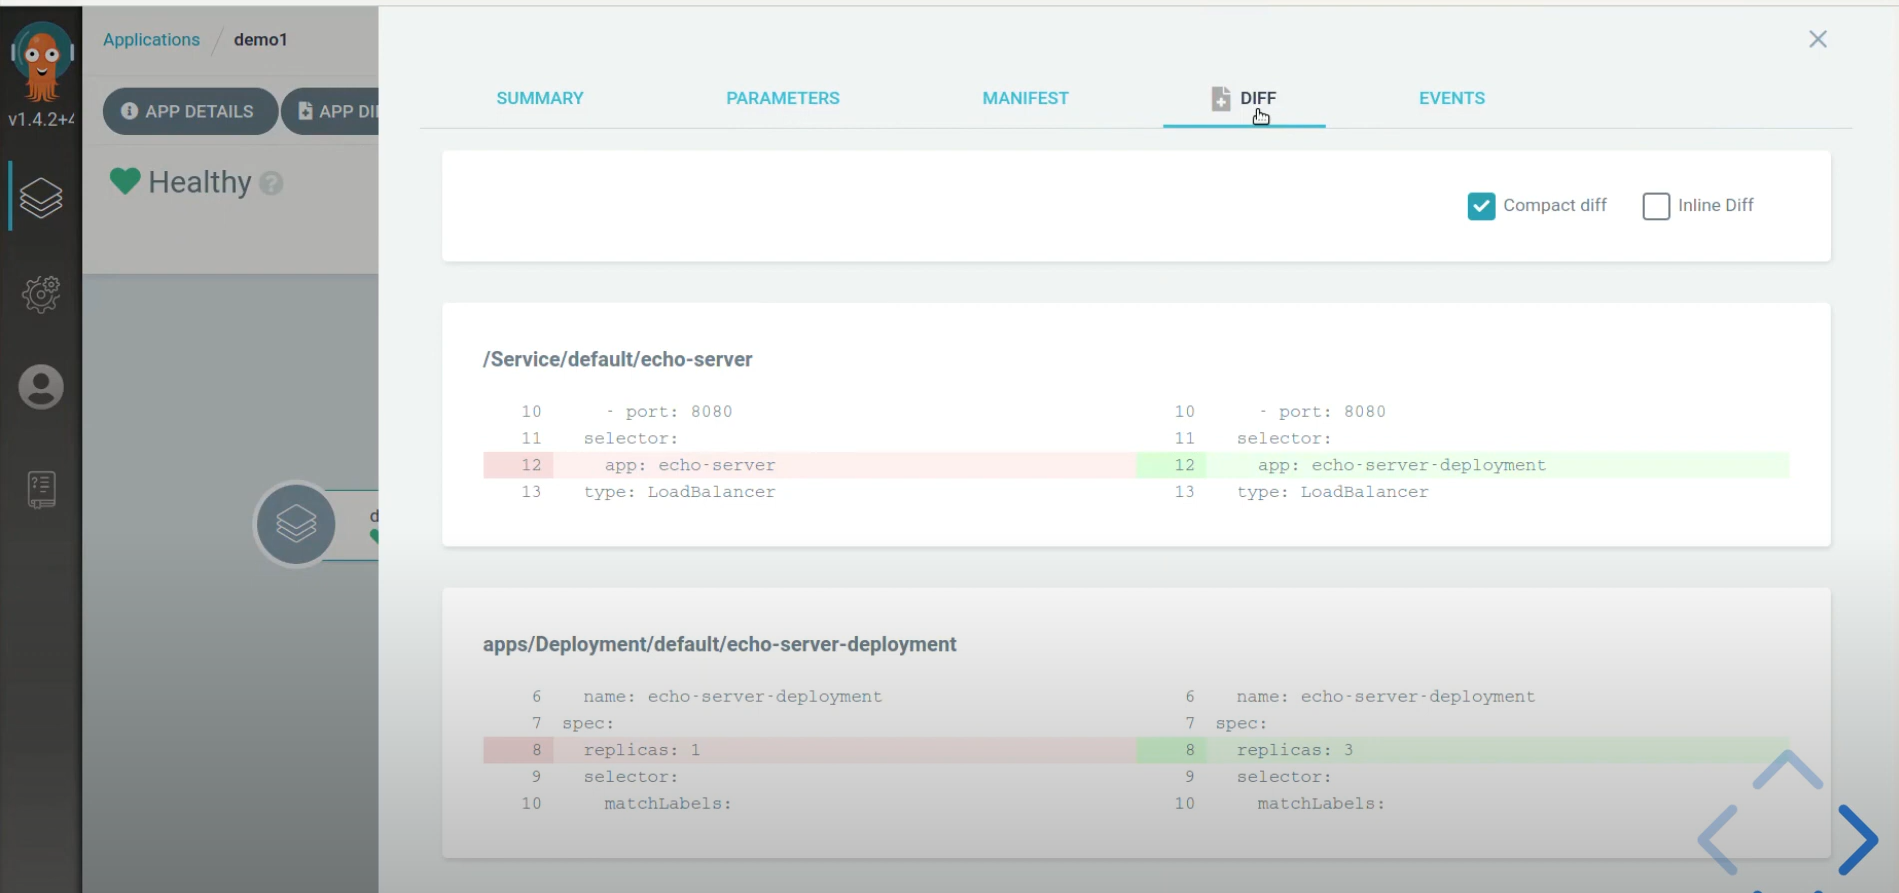 Applications / demo1
v1.4.2+4
APP DETAILS
APP DI
Healthy ?
d
SUMMARY
PARAMETERS
MANIFEST
DIFF
EVENTS
Compact diff
Inline Diff
/Service/default/echo-server
10 - port: 8080
11 selector:
12 app: echo-server
13 type: LoadBalancer
10 - port: 8080
11 selector:
12 app: echo-server-deployment
13 type: LoadBalancer
apps/Deployment/default/echo-server-deployment
6 name: echo-server-deployment
7 spec:
8 replicas: 1
9 selector:
10 matchLabels:
6 name: echo-server-deployment
7 spec:
8 replicas: 3
9 selector:
10 matchLabels: